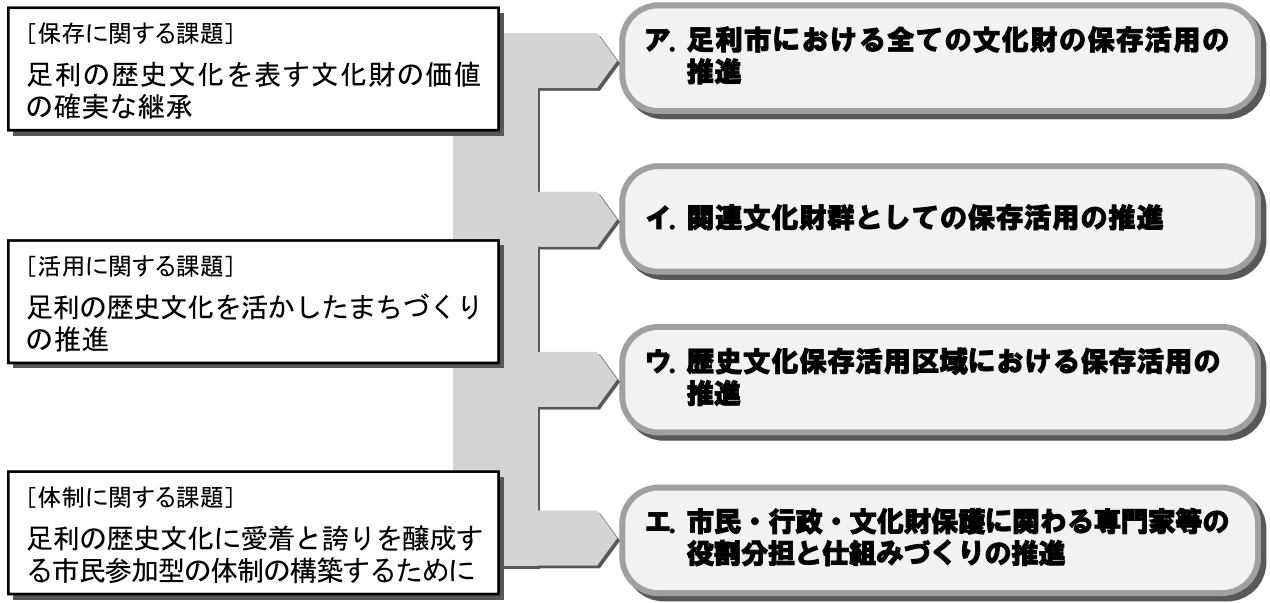 ［保存に関する課題］
足利の歴史文化を表す文化財の価値
の確実な継承
［活用に関する課題］
足利の歴史文化を活かしたまちづくり
の推進
［体制に関する課題］
足利の歴史文化に愛着と誇りを醸成す
る市民参加型の体制の構築するために
ア. 足利市における全ての文化財の保存活用の
推進
イ. 関連文化財群としての保存活用の推進
ウ. 歴史文化保存活用区域における保存活用の
推進
エ. 市民・行政・文化財保護に関わる専門家等の
役割分担と仕組みづくりの推進